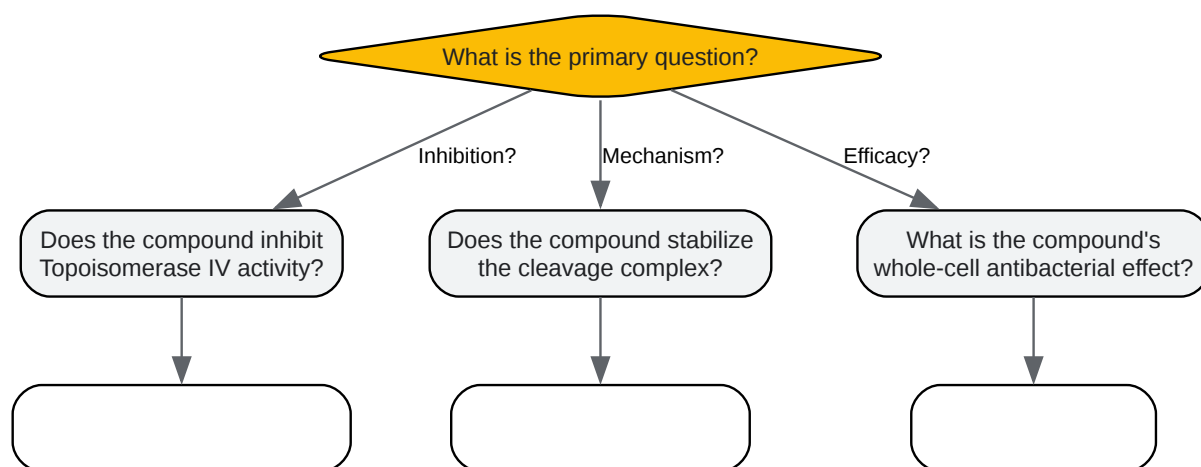 What is the primary question?
Inhibition?
Mechanism?
Efficacy?
Does the compound inhibit
Topoisomerase IV activity?
Does the compound stabilize
the cleavage complex?
What is the compound's
whole-cell antibacterial effect?